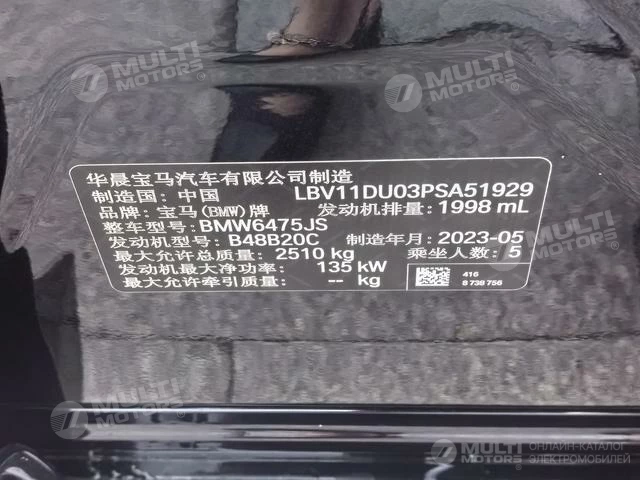 MULTI MOTORS
MULTI MOTORS
华晨宝马汽车有限公司制造
制造国: 中国 LBV11DU03PSA51929
品牌: 宝马(BMW)牌 发动机排量: 1998 mL
整车型号: BMW6475JS
发动机型号: B48B20C 制造年月: 2023-05
最大允许总质量: 2510 kg 乘坐人数: 5
发动机最大净功率: 135 kW
最大允许牵引质量: -- kg
416
8 738 756
MULTI MOTORS
MULTI MOTORS
MULTI MOTORS
ОНЛАЙН-КАТАЛОГ
ЭЛЕКТРОМОБИЛЕЙ